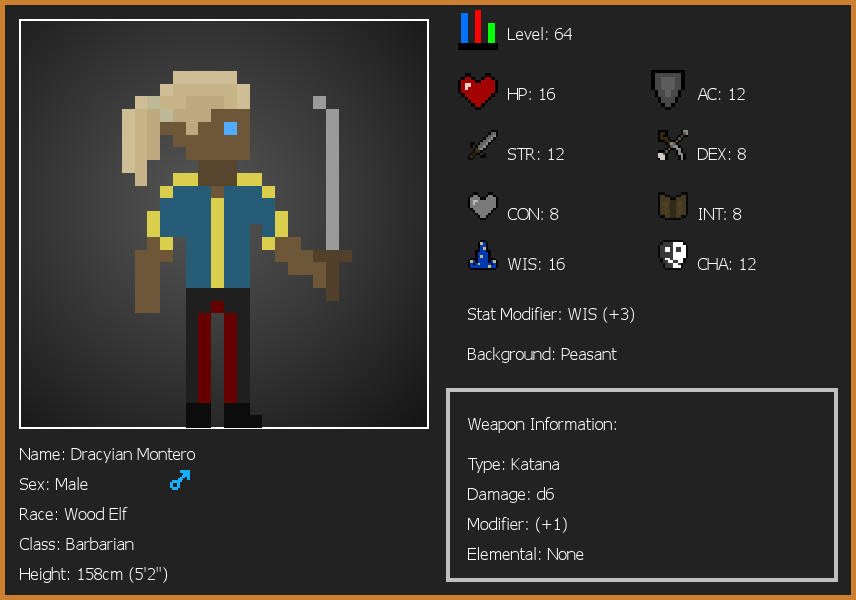 Level: 64
HP: 16
AC: 12
STR: 12
DEX: 8
CON: 8
INT: 8
WIS: 16
CHA: 12
Stat Modifier: WIS (+3)
Background: Peasant
Weapon Information:
Type: Katana
Damage: d6
Modifier: (+1)
Elemental: None
Name: Dracyian Montero
Sex: Male
Race: Wood Elf
Class: Barbarian
Height: 158cm (5'2")